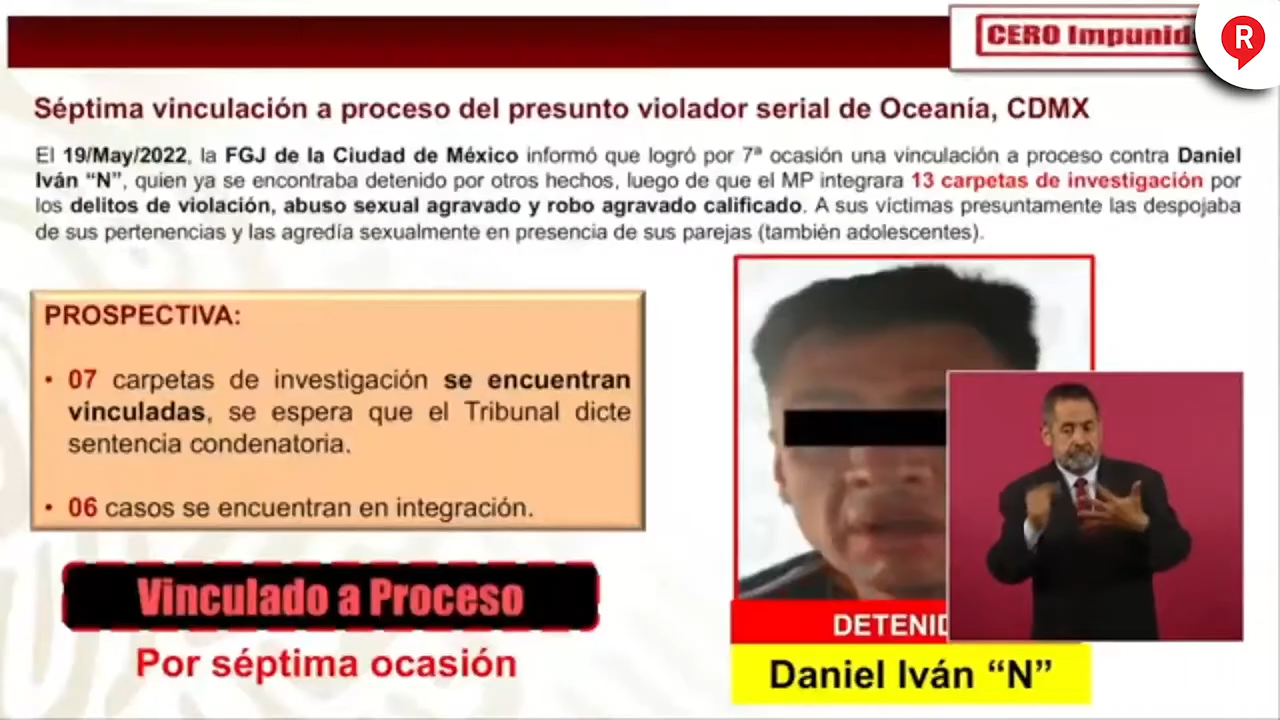 CERO Impunid
R
Séptima vinculación a proceso del presunto violador serial de Oceanía, CDMX
El 19/May/2022, la FGJ de la Ciudad de México informó que logró por 7ª ocasión una vinculación a proceso contra Daniel
Iván “N”, quien ya se encontraba detenido por otros hechos, luego de que el MP integrara 13 carpetas de investigación por
los delitos de violación, abuso sexual agravado y robo agravado calificado. A sus víctimas presuntamente las despojaba
de sus pertenencias y las agredía sexualmente en presencia de sus parejas (también adolescentes).
PROSPECTIVA:
• 07 carpetas de investigación se encuentran
vinculadas, se espera que el Tribunal dicte
sentencia condenatoria.
• 06 casos se encuentran en integración.
Vinculado a Proceso
Por séptima ocasión
DETENID
Daniel Iván “N”